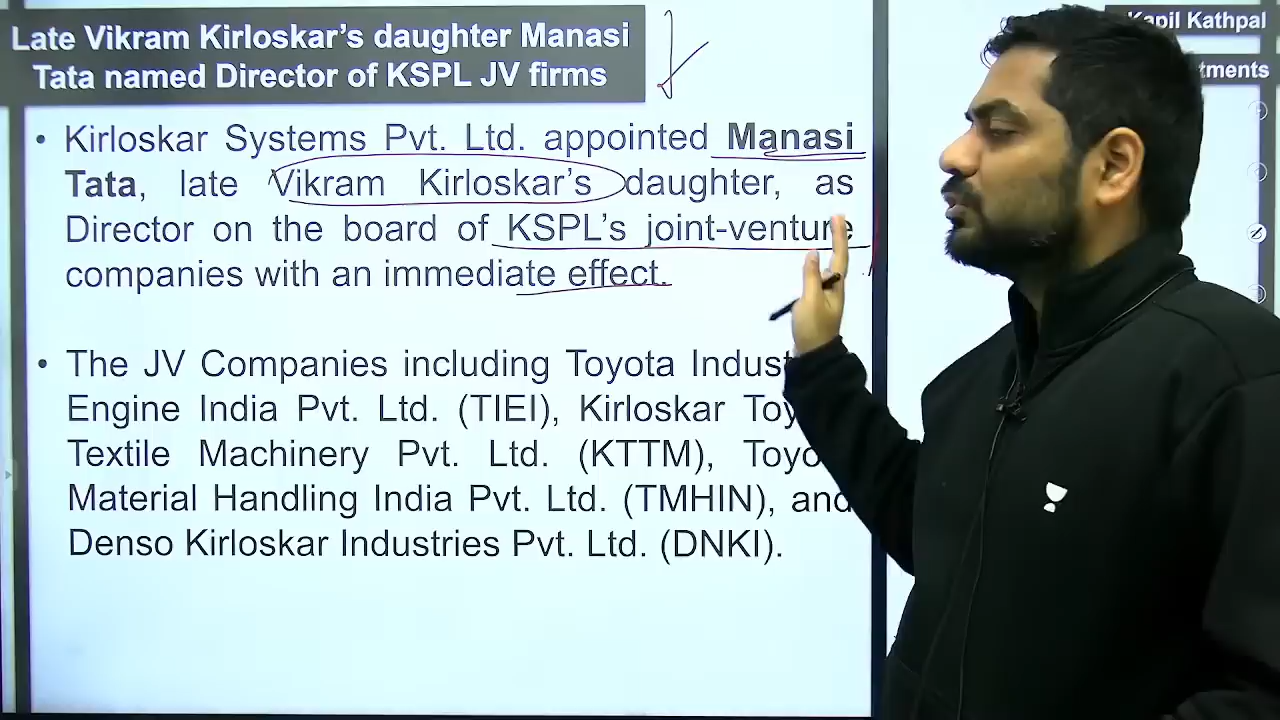 Late Vikram Kirloskar's daughter Manasi
Tata named Director of KSPL JV firms
Kapil Kathpal
tments
• Kirloskar Systems Pvt. Ltd. appointed Manasi
Tata, late Vikram Kirloskar's daughter, as
Director on the board of KSPL's joint-venture
companies with an immediate effect.
• The JV Companies including Toyota Indust
Engine India Pvt. Ltd. (TIEI), Kirloskar Toyo
Textile Machinery Pvt. Ltd. (KTTM), Toyo
Material Handling India Pvt. Ltd. (TMHIN), and
Denso Kirloskar Industries Pvt. Ltd. (DNKI).